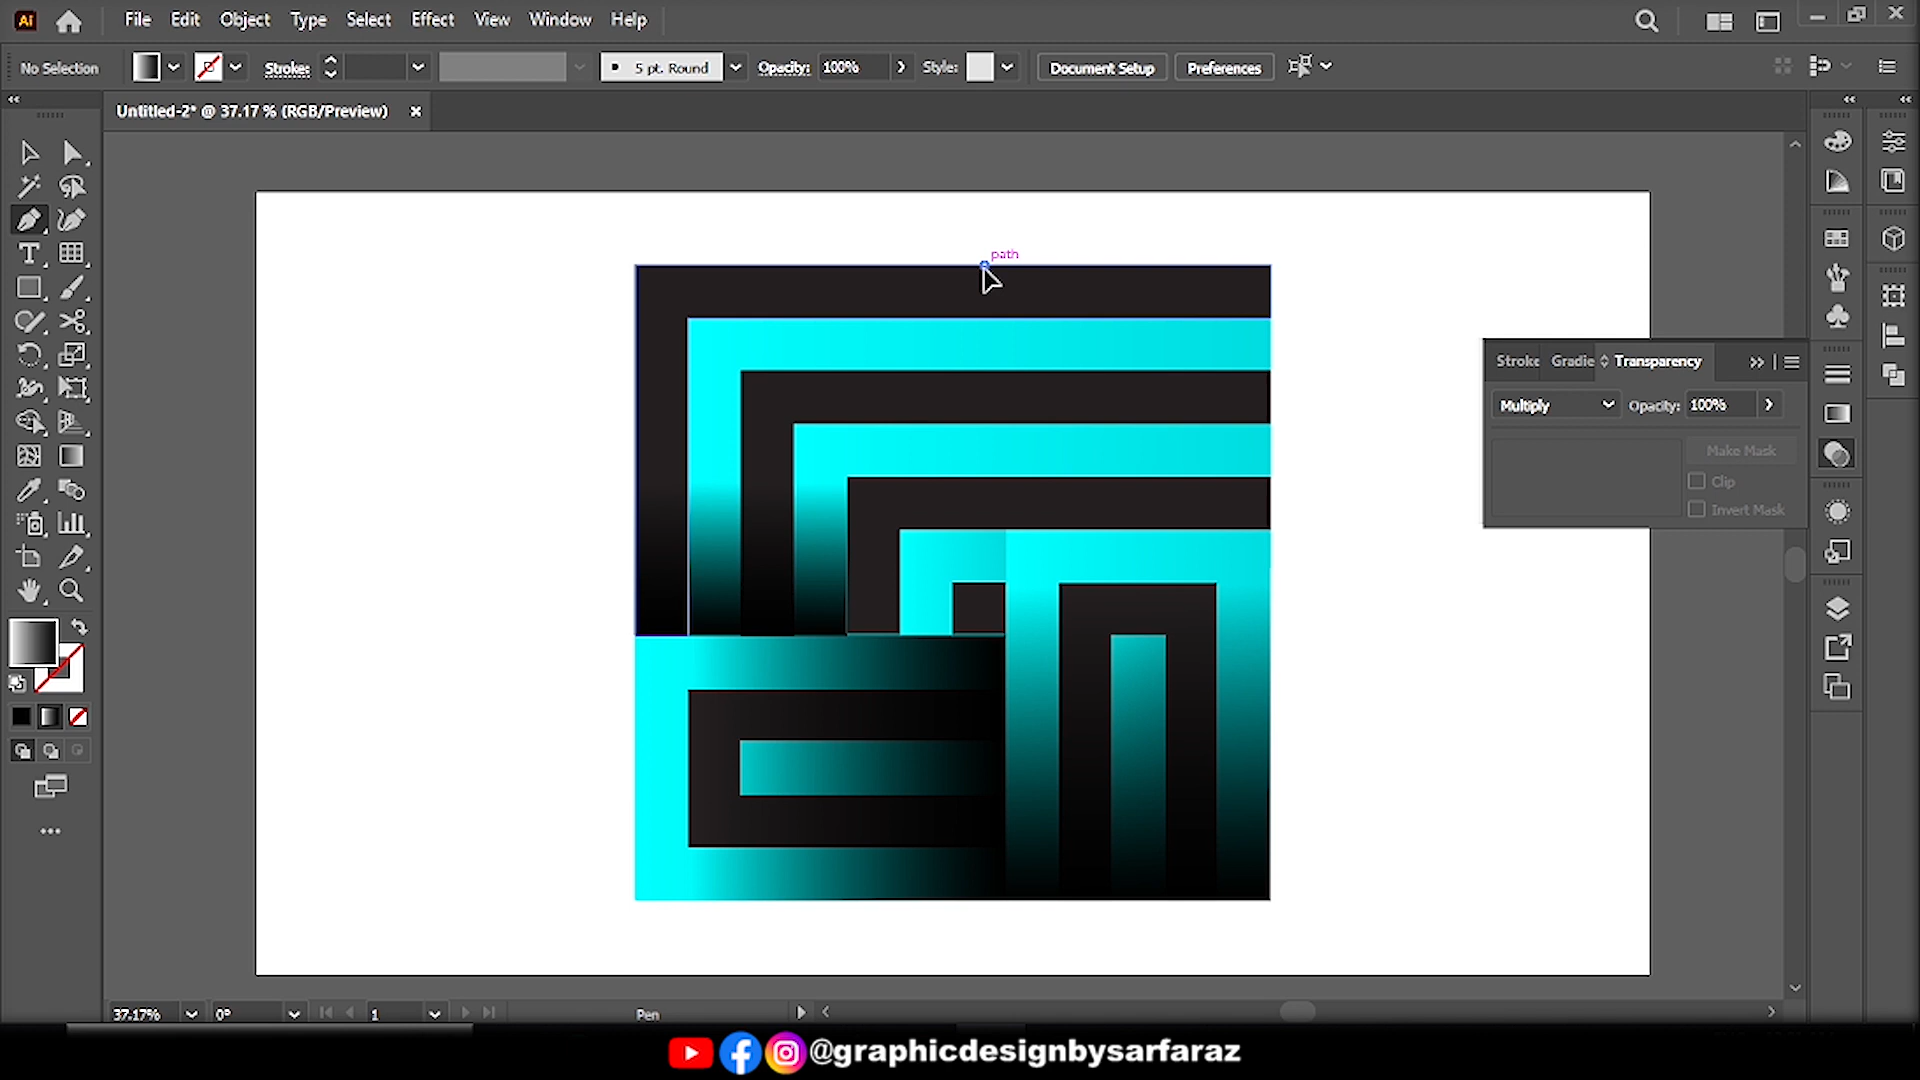 Ai File Edit Object Type Select Effect View Window Help
No Selection Stroke: 5 pt. Round Opacity: 100% Style: Document Setup Preferences
Untitled-2* @ 37.17 % (RGB/Preview)
path
Stroke Gradie Transparency
Multiply Opacity: 100%
Make Mask
Clip
Invert Mask
37.17% 0° 1 Pen
@graphicdesignbysarfaraz